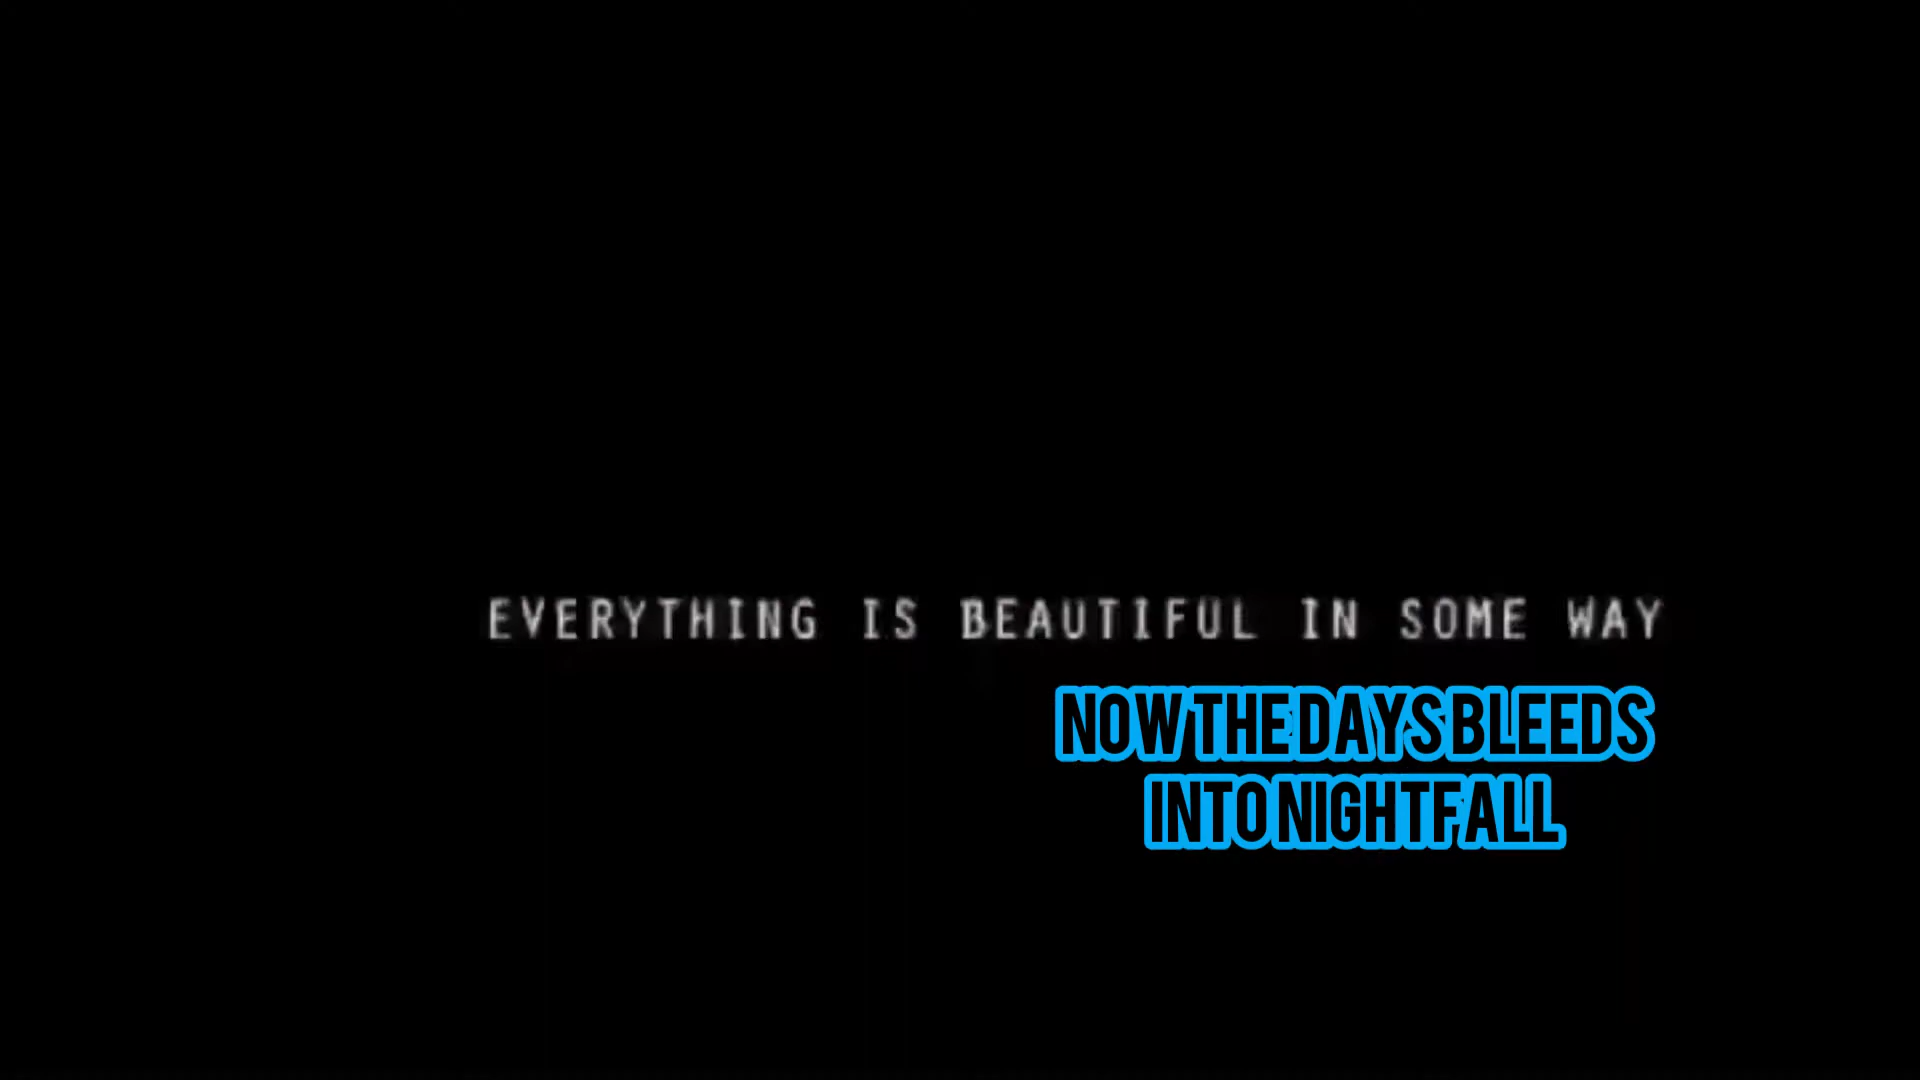 EVERYTHING IS BEAUTIFUL IN SOME WAY
NOW THE DAYS BLEEDS
INTO NIGHTFALL